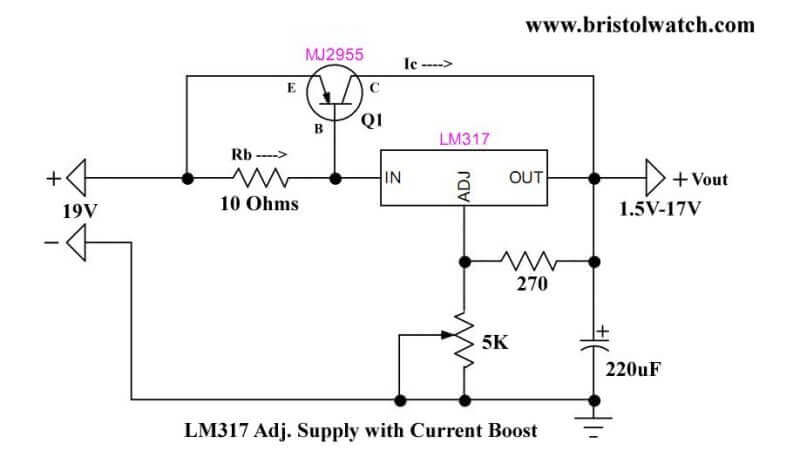 www.bristolwatch.com
MJ2955
Ic ---->
E
C
B
Q1
LM317
Rb ---->
+
IN
ADJ
OUT
+ Vout
19V
10 Ohms
1.5V-17V
−
270
+
5K
220uF
LM317 Adj. Supply with Current Boost